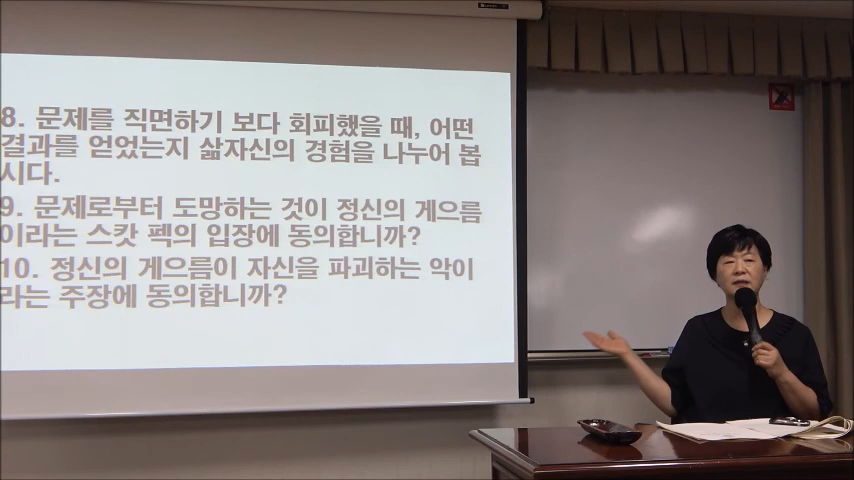 8. 문제를 직면하기 보다 회피했을 때, 어떤
결과를 얻었는지 삶자신의 경험을 나누어 봅
시다.
9. 문제로부터 도망하는 것이 정신의 게으름
이라는 스캇 펙의 입장에 동의합니까?
10. 정신의 게으름이 자신을 파괴하는 악이
라는 주장에 동의합니까?